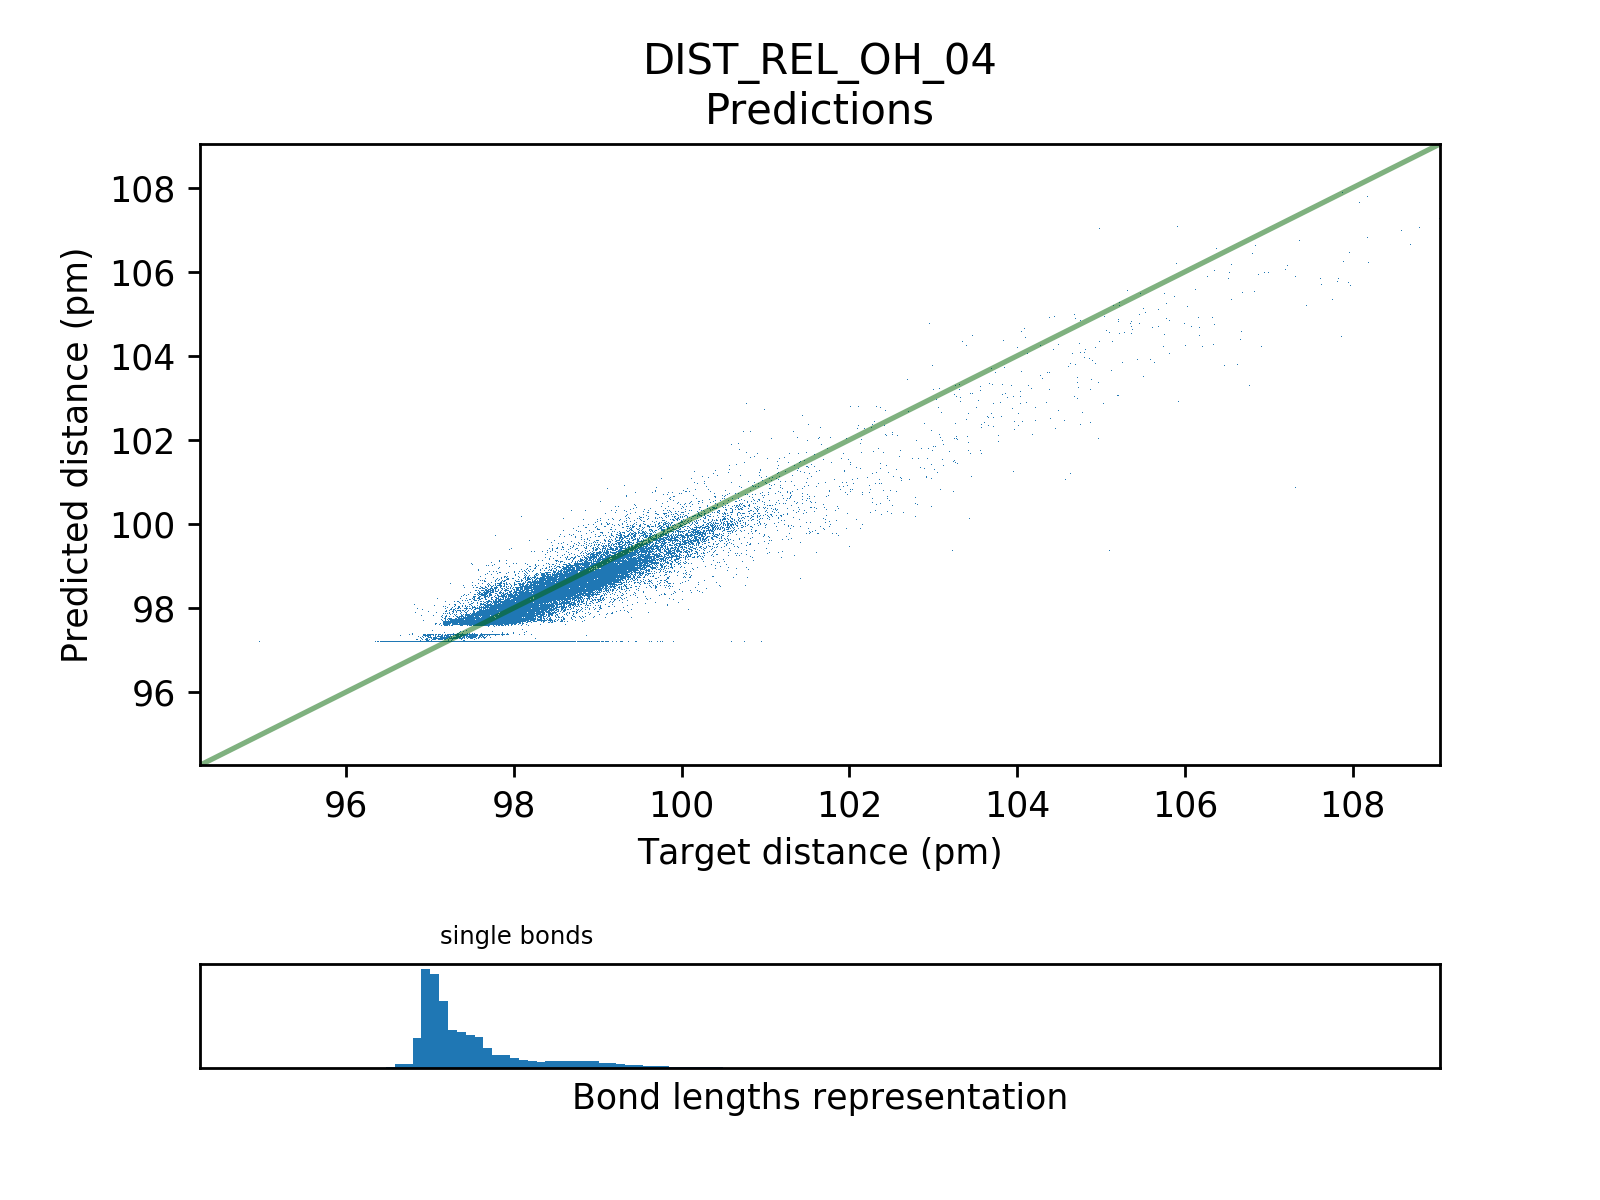 DIST_REL_OH_04
Predictions
Predicted distance (pm)
108
106
104
102
100
98
96
96 98 100 102 104 106 108
Target distance (pm)
single bonds
Bond lengths representation